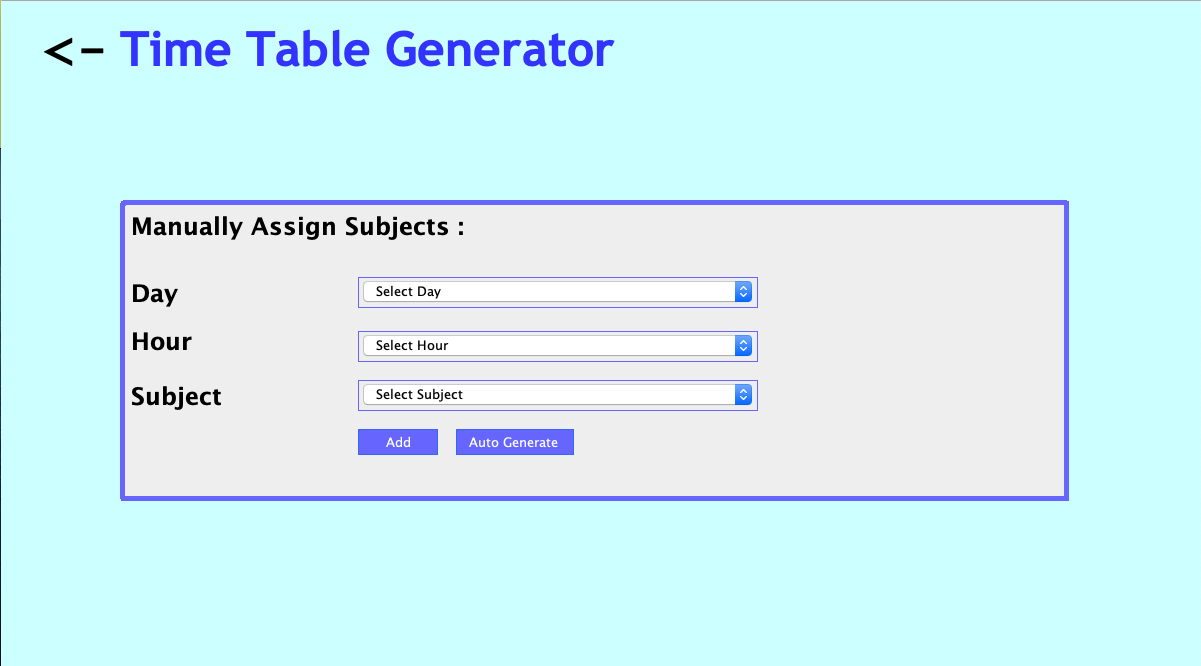 <- Time Table Generator
Manually Assign Subjects :
Day Select Day
Hour Select Hour
Subject Select Subject
Add Auto Generate